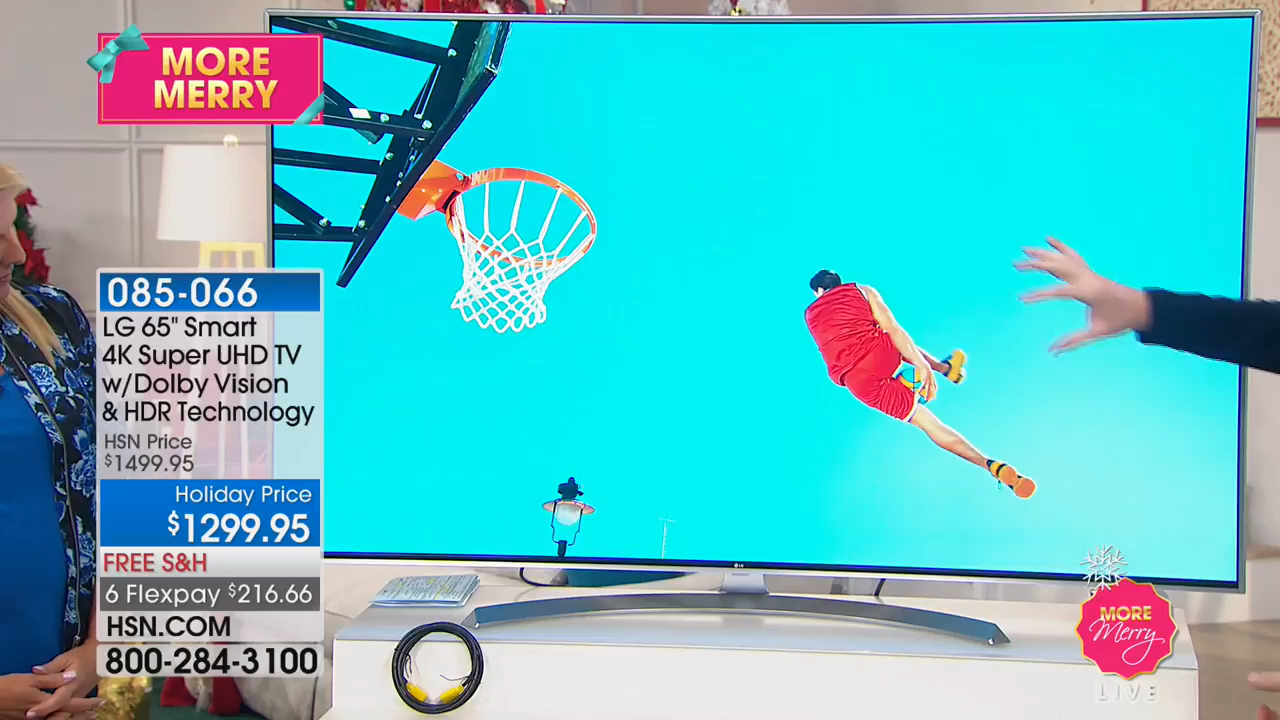 MORE
MERRY
085-066
LG 65" Smart
4K Super UHD TV
w/Dolby Vision
& HDR Technology
HSN Price
$1499.95
Holiday Price
$1299.95
FREE S&H
6 Flexpay $216.66
HSN.COM
800-284-3100
LG
MORE
Merry
LIVE